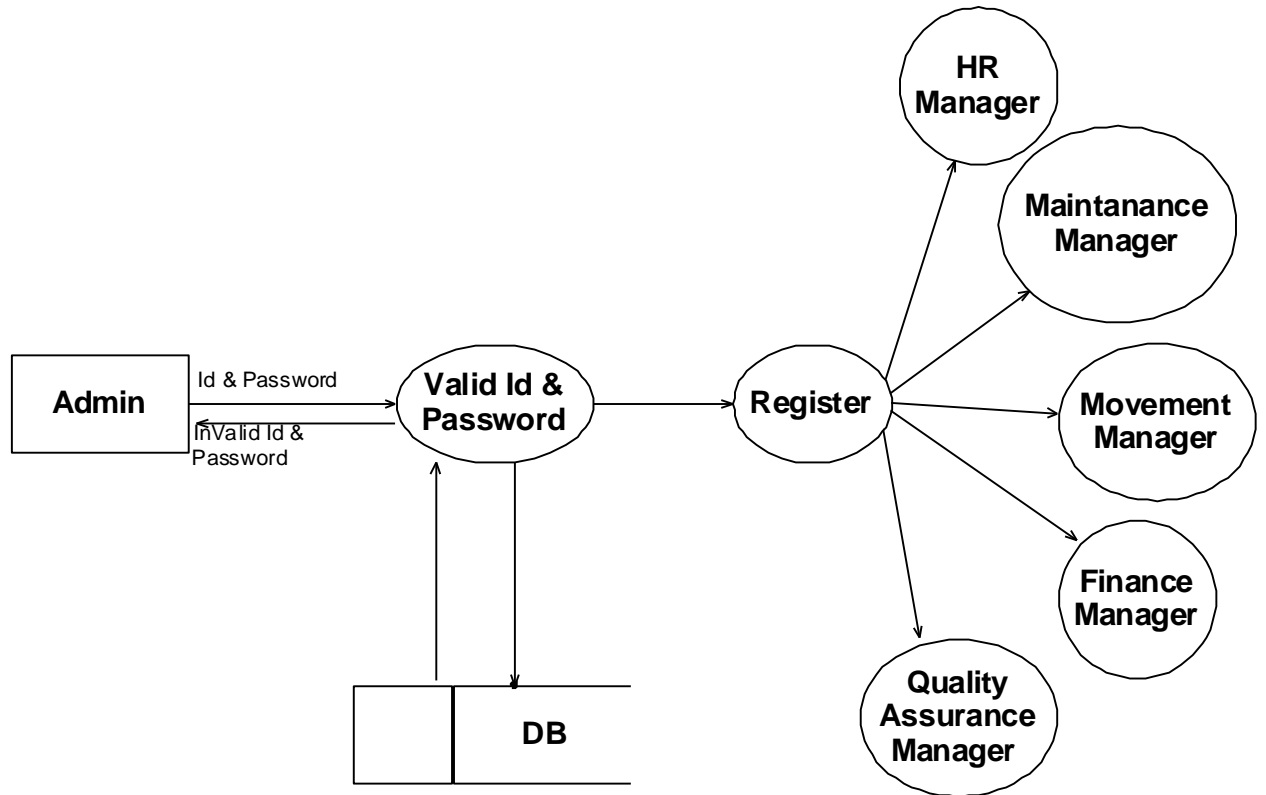 HR
Manager
Maintanance
Manager
Admin
Id & Password
InValid Id &
Password
Valid Id &
Password
Register
Movement
Manager
Finance
Manager
Quality
Assurance
Manager
DB